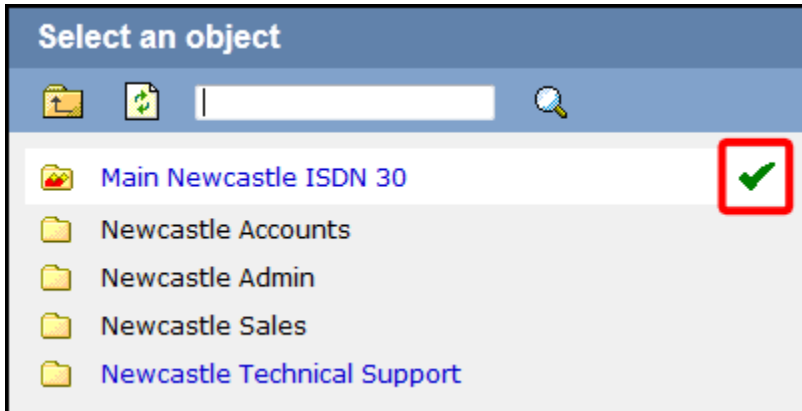 Select an object
Main Newcastle ISDN 30
Newcastle Accounts
Newcastle Admin
Newcastle Sales
Newcastle Technical Support